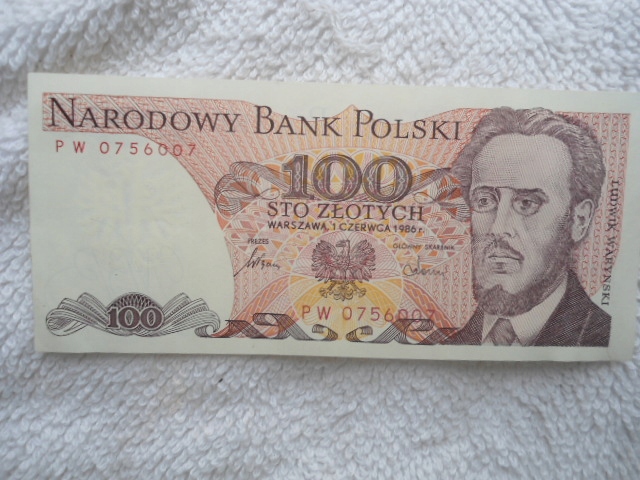 NARODOWY BANK POLSKI
PW 0756007
100
STO ZŁOTYCH
WARSZAWA, 1 CZERWCA 1986 r.
PREZES
GŁÓWNY SKARBNIK
LUDWIK WARYŃSKI
100
PW 0756007